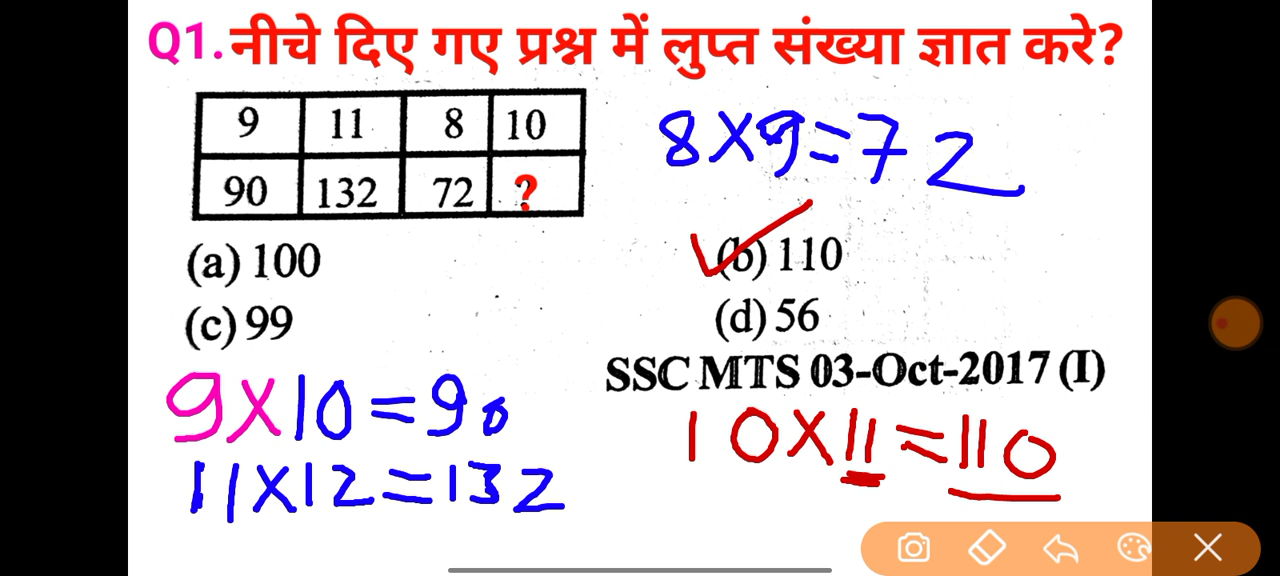 Q1.नीचे दिए गए प्रश्न में लुप्त संख्या ज्ञात करे?
9 11 8 10
90 132 72 ?
8×9=72
(a) 100
(b) 110
(c) 99
(d) 56
SSC MTS 03-Oct-2017 (I)
9×10=90
11×12=132
10×11=110